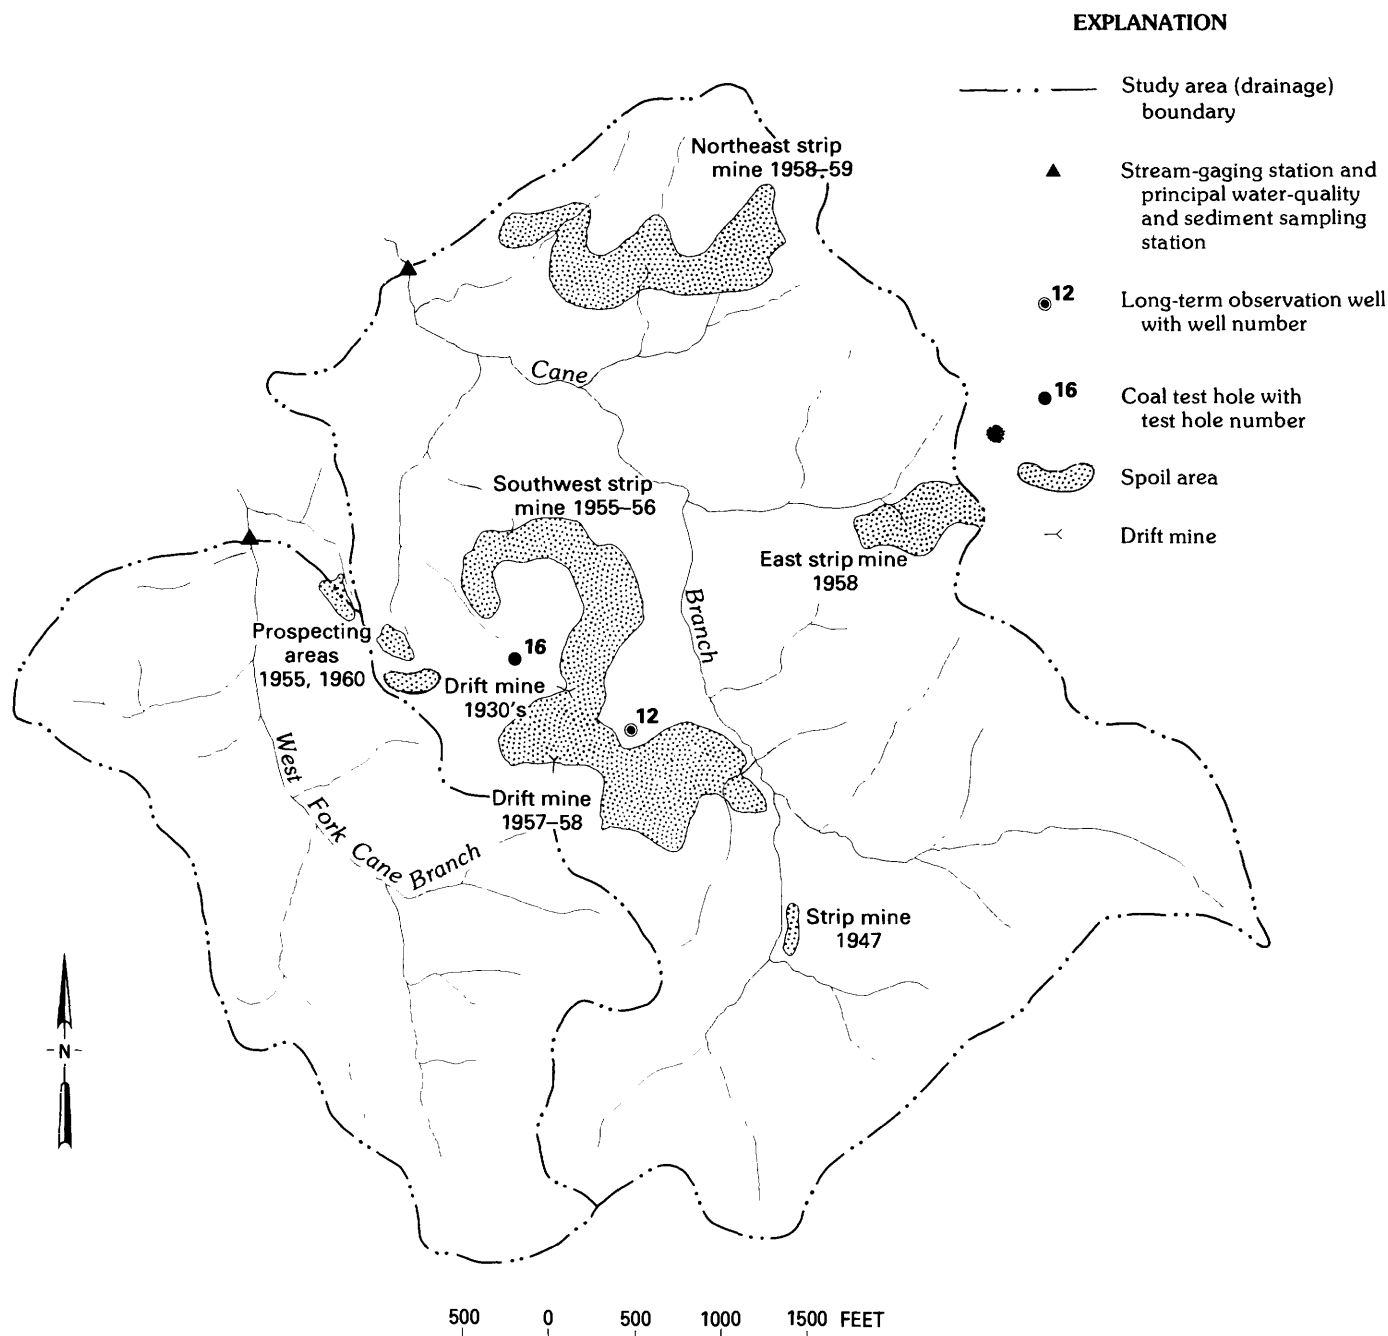 EXPLANATION
Study area (drainage)
boundary
Stream-gaging station and
principal water-quality
and sediment sampling
station
12
Long-term observation well
with well number
16
Coal test hole with
test hole number
Spoil area
Drift mine
Northeast strip
mine 1958–59
Cane
Southwest strip
mine 1955–56
East strip mine
1958
Branch
Prospecting
areas
1955, 1960
16
Drift mine
1930's
12
West
Fork
Cane
Branch
Drift mine
1957–58
Strip mine
1947
N
500 0 500 1000 1500 FEET